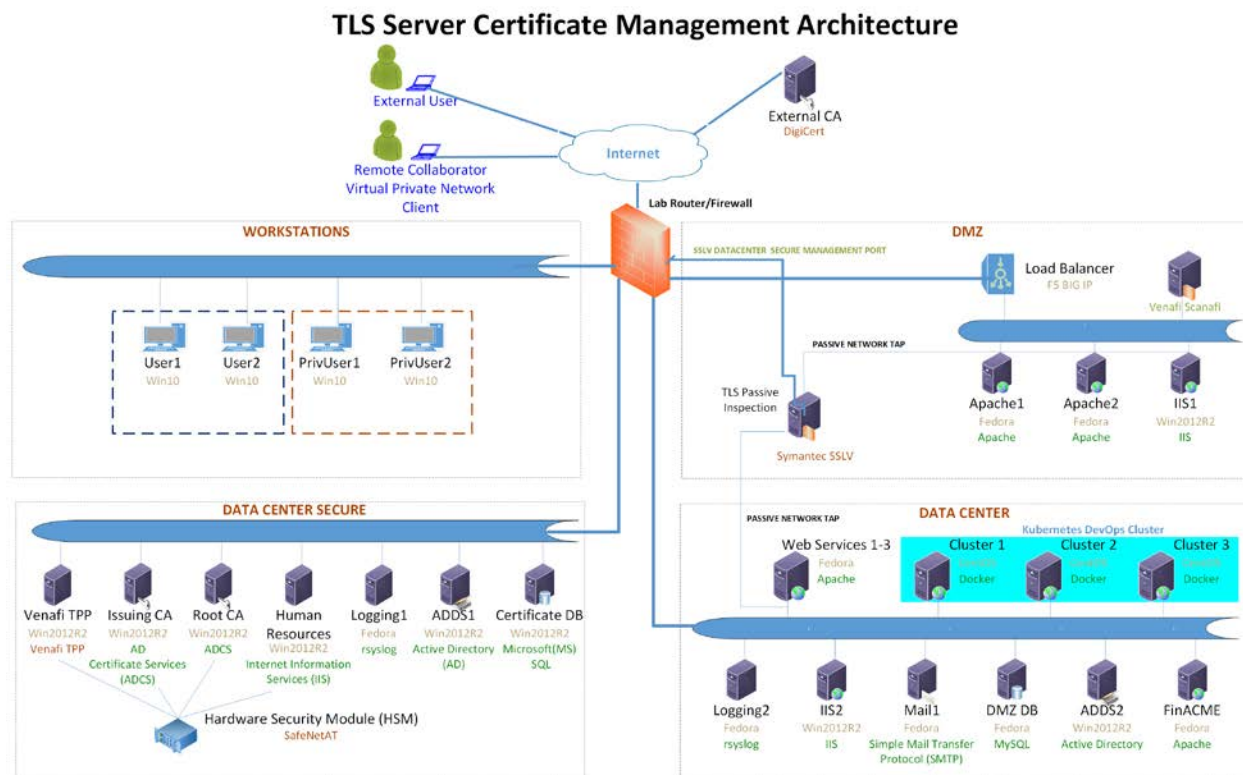 TLS Server Certificate Management Architecture
External User
External CA
DigiCert
Internet
Remote Collaborator
Virtual Private Network
Client
Lab Router/Firewall
WORKSTATIONS
DMZ
SSLV DATACENTER SECURE MANAGEMENT PORT
Load Balancer
F5 BIG IP
Venafi Scanafi
User1
Win10
User2
Win10
PrivUser1
Win10
PrivUser2
Win10
PASSIVE NETWORK TAP
TLS Passive
Inspection
Symantec SSLV
Apache1
Fedora
Apache
Apache2
Fedora
Apache
IIS1
Win2012R2
IIS
DATA CENTER SECURE
Venafi TPP
Win2012R2
Venafi TPP
Issuing CA
Win2012R2
AD
Certificate Services
(ADCS)
Root CA
Win2012R2
ADCS
Human
Resources
Win2012R2
Internet Information
Services (IIS)
Logging1
Fedora
rsyslog
ADDS1
Win2012R2
Active Directory
(AD)
Certificate DB
Win2012R2
Microsoft(MS)
SQL
Hardware Security Module (HSM)
SafeNetAT
PASSIVE NETWORK TAP
DATA CENTER
Kubernetes DevOps Cluster
Web Services 1-3
Fedora
Apache
Cluster 1
Docker
Cluster 2
Docker
Cluster 3
Docker
Logging2
Fedora
rsyslog
IIS2
Win2012R2
IIS
Mail1
Fedora
Simple Mail Transfer
Protocol (SMTP)
DMZ DB
Fedora
MySQL
ADDS2
Win2012R2
Active Directory
FinACME
Fedora
Apache